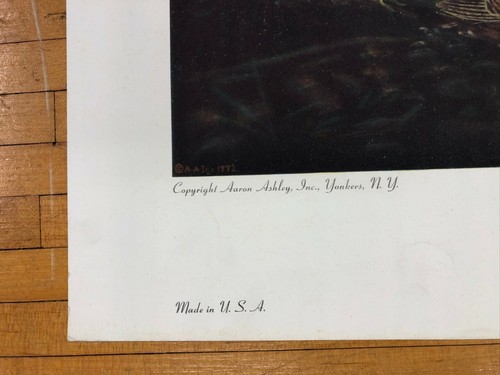 Copyright Aaron Ashley, Inc., Yonkers, N. Y.
Made in U. S. A.